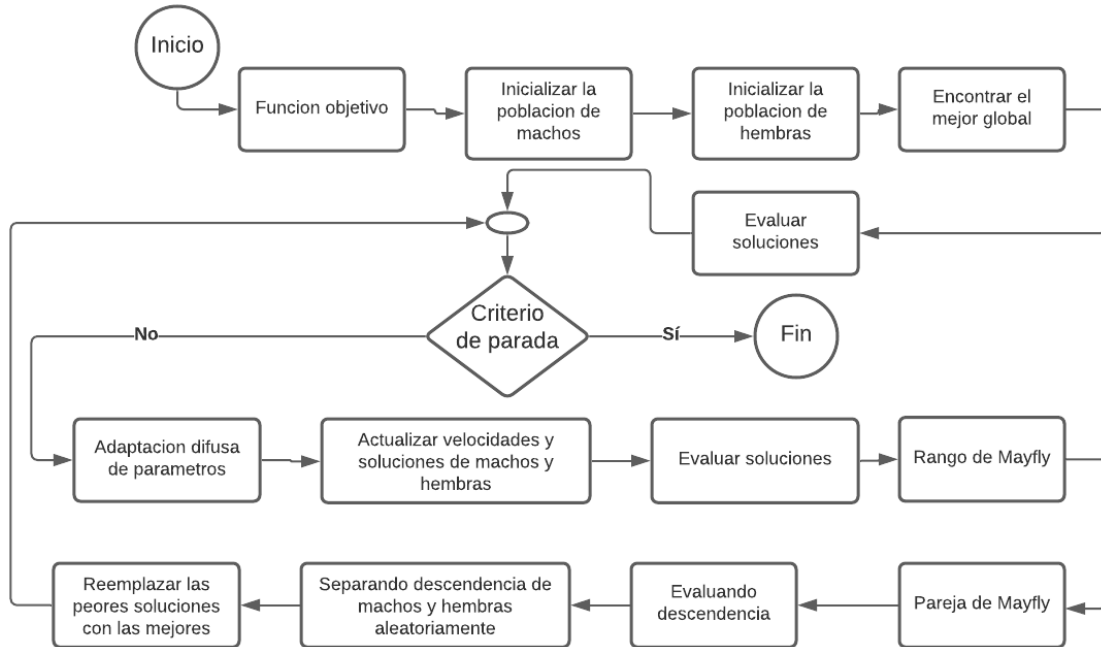 Inicio
Funcion objetivo
Inicializar la
poblacion de
machos
Inicializar la
poblacion de
hembras
Encontrar el
mejor global
Evaluar
soluciones
Criterio
de parada
No
Sí
Fin
Adaptacion difusa
de parametros
Actualizar velocidades y
soluciones de machos y
hembras
Evaluar soluciones
Rango de Mayfly
Reemplazar las
peores soluciones
con las mejores
Separando descendencia de
machos y hembras
aleatoriamente
Evaluando
descendencia
Pareja de Mayfly